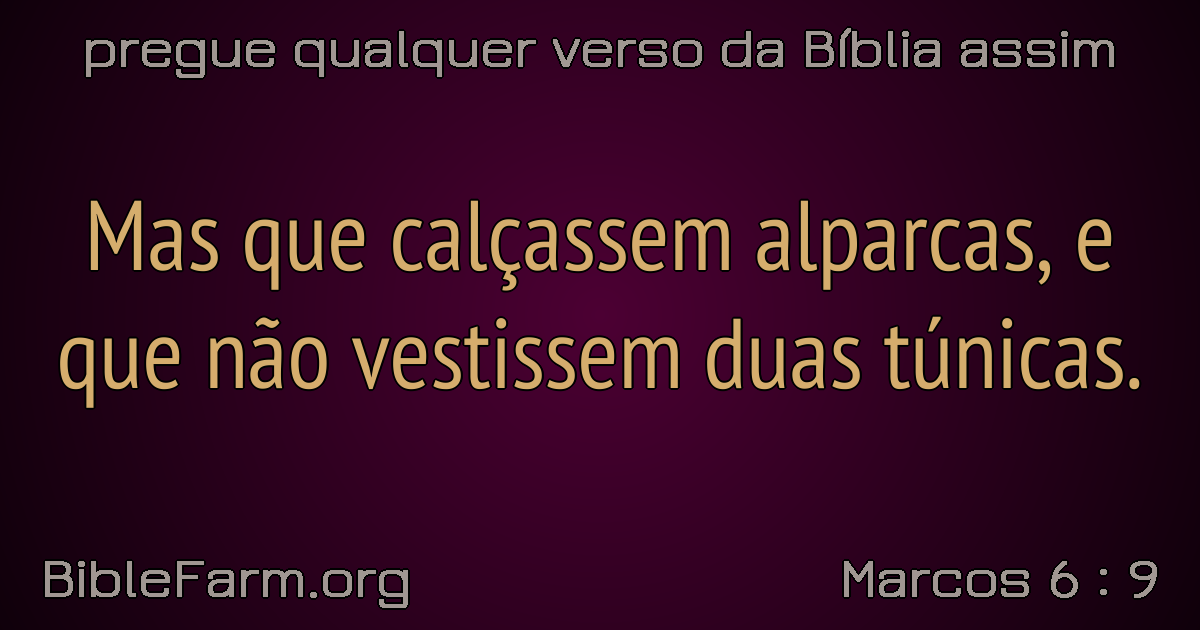 pregue qualquer verso da Bíblia assim
Mas que calçassem alparcas, e
que não vestissem duas túnicas.
BibleFarm.org
Marcos 6 : 9